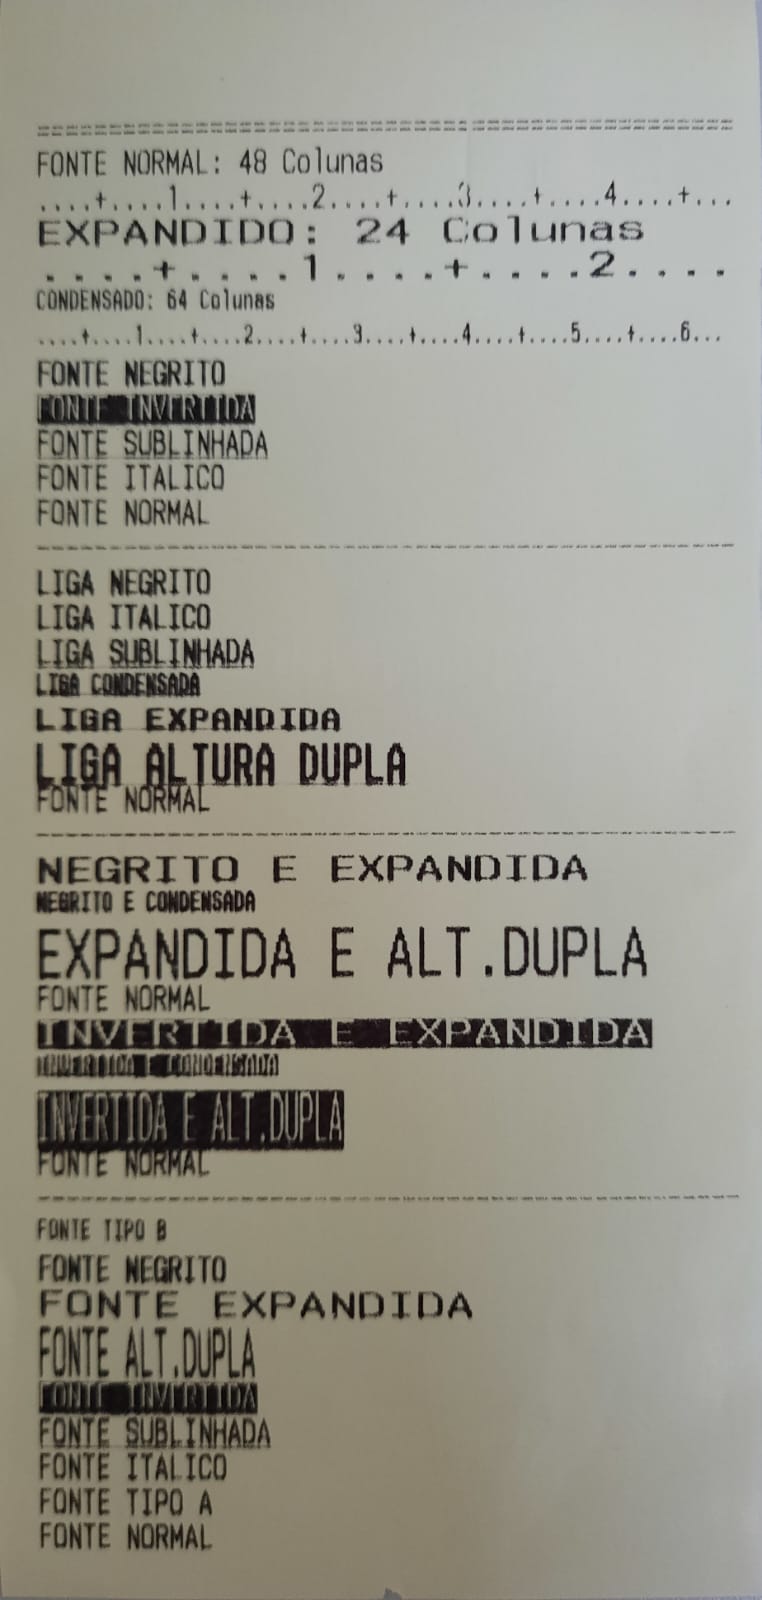 ================================================
FONTE NORMAL: 48 Colunas
....+....1....+....2....+....3....+....4....+...
EXPANDIDO: 24 Colunas
....+....1....+....2....
CONDENSADO: 64 Colunas
....+....1....+....2....+....3....+....4....+....5....+....6...
FONTE NEGRITO
FONTE INVERTIDA
FONTE SUBLINHADA
FONTE ITALICO
FONTE NORMAL
------------------------------------------------
LIGA NEGRITO
LIGA ITALICO
LIGA SUBLINHADA
LIGA CONDENSADA
LIGA EXPANDIDA
LIGA ALTURA DUPLA
FONTE NORMAL
------------------------------------------------
NEGRITO E EXPANDIDA
NEGRITO E CONDENSADA
EXPANDIDA E ALT.DUPLA
FONTE NORMAL
INVERTIDA E EXPANDIDA
INVERTIDA E CONDENSADA
INVERTIDA E ALT.DUPLA
FONTE NORMAL
------------------------------------------------
FONTE TIPO B
FONTE NEGRITO
FONTE EXPANDIDA
FONTE ALT.DUPLA
FONTE INVERTIDA
FONTE SUBLINHADA
FONTE ITALICO
FONTE TIPO A
FONTE NORMAL